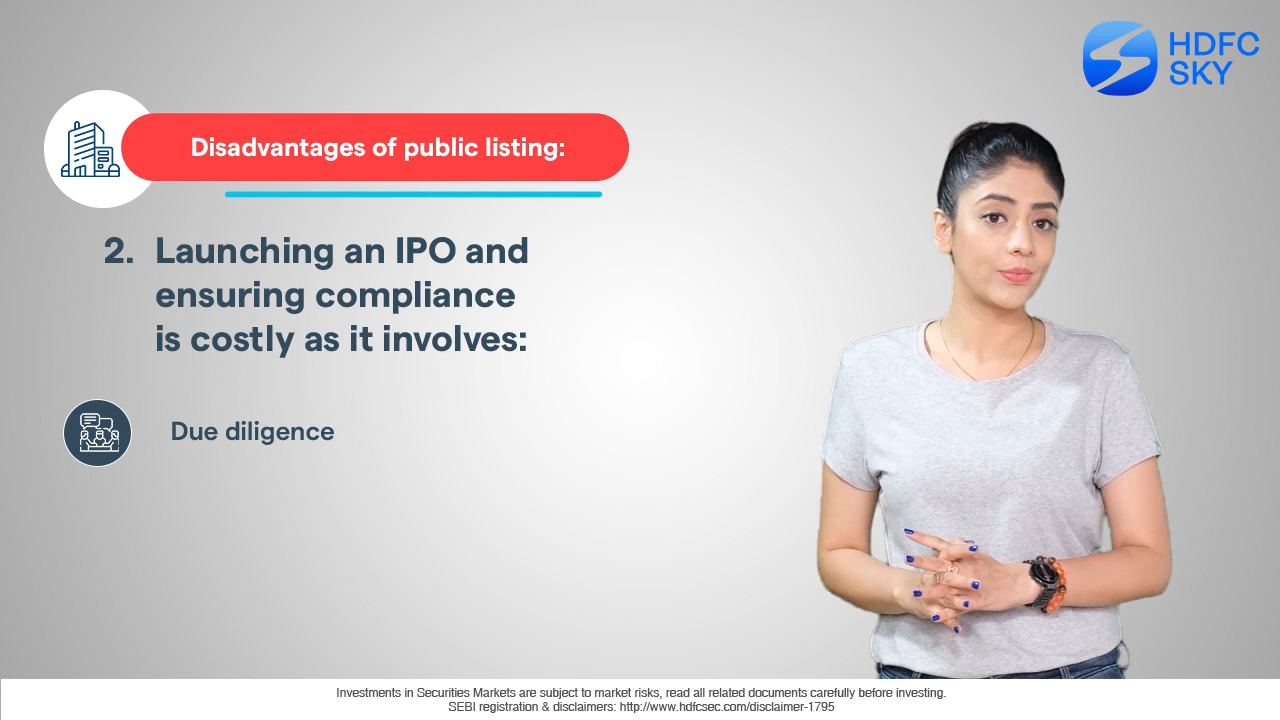 HDFC
SKY
Disadvantages of public listing:
2. Launching an IPO and
ensuring compliance
is costly as it involves:
Due diligence
Investments in Securities Markets are subject to market risks, read all related documents carefully before investing.
SEBI registration & disclaimers: http://www.hdfcsec.com/disclaimer-1795